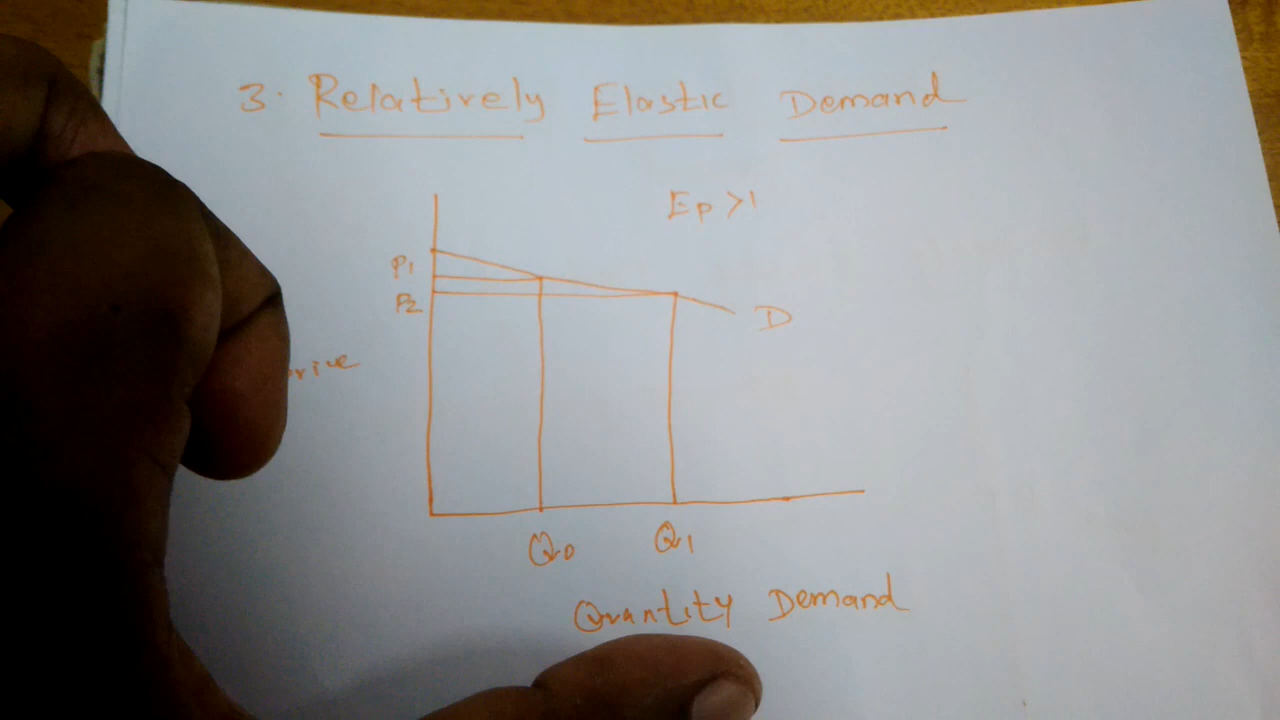 3. Relatively Elastic Demand
Ep >1
P1
P2
D
rice
Q0 Q1
Quantity Demand